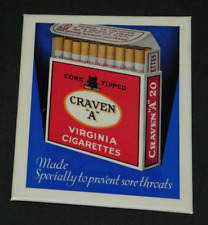 CORK TIPPED
CRAVEN
"A"
VIRGINIA
CIGARETTES
CRAVEN "A" 20
Made
Specially to prevent sore throats